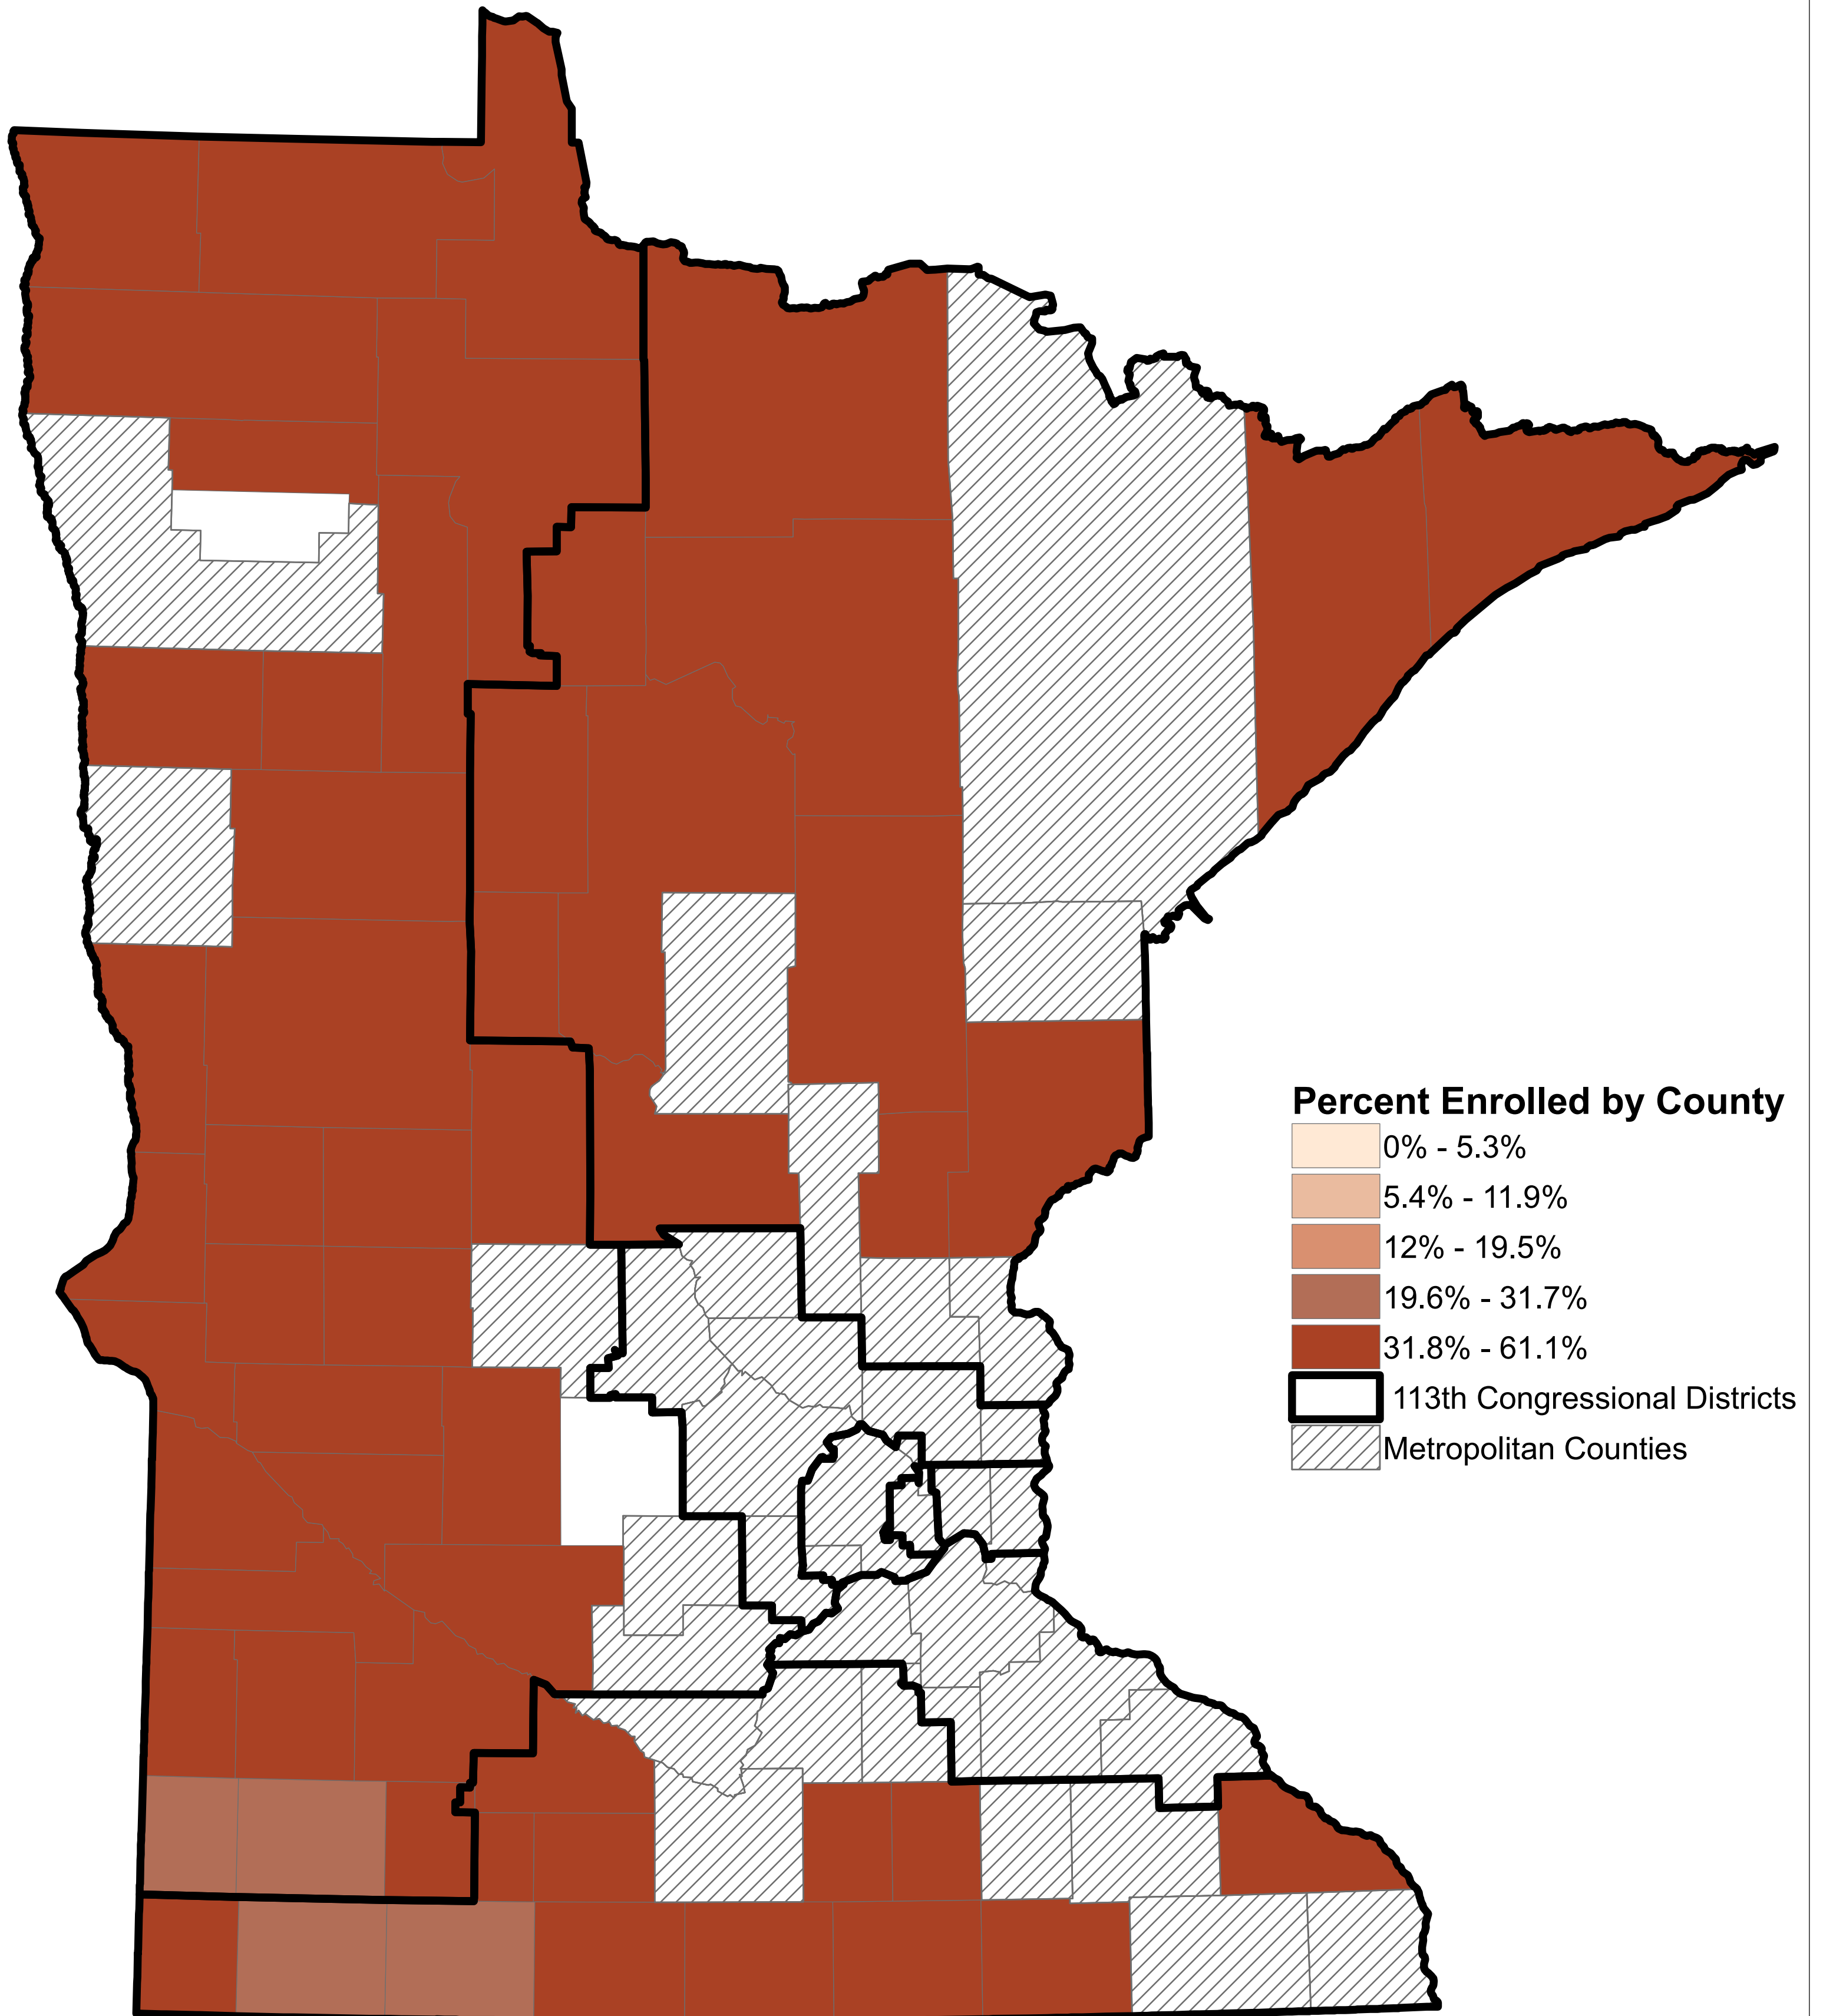 Percent Enrolled by County
0% - 5.3%
5.4% - 11.9%
12% - 19.5%
19.6% - 31.7%
31.8% - 61.1%
113th Congressional Districts
Metropolitan Counties